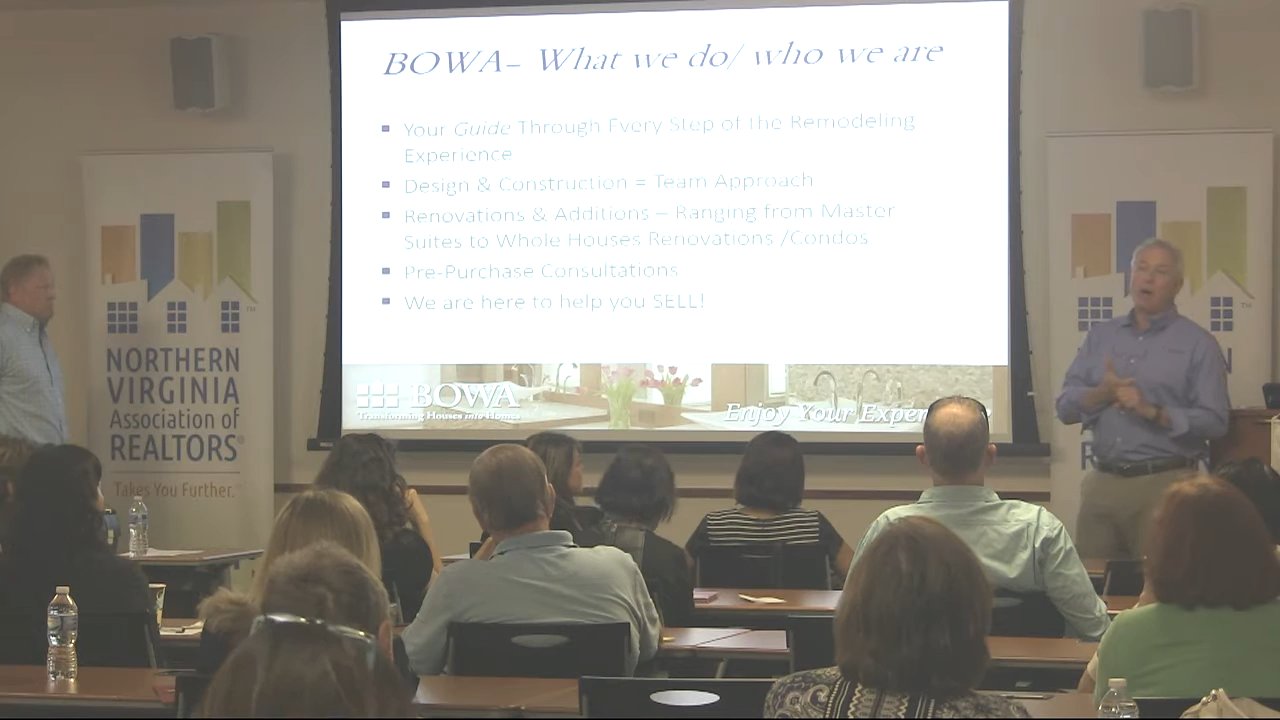 BOWA– What we do/ who we are
Your Guide Through Every Step of the Remodeling
Experience
Design & Construction = Team Approach
Renovations & Additions – Ranging from Master
Suites to Whole Houses Renovations /Condos
Pre-Purchase Consultations
We are here to help you SELL!
BOWA
Transforming Houses into Homes
Enjoy Your
NORTHERN
VIRGINIA
Association of
REALTORS®
Takes You Further.
TM
TM